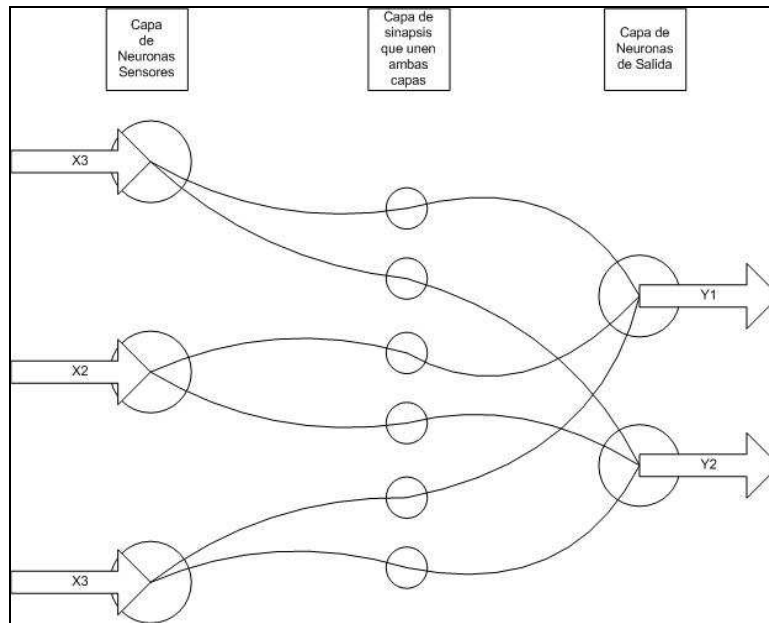 Capa
de
Neuronas
Sensores
Capa de
sinapsis
que unen
ambas
capas
Capa de
Neuronas
de Salida
X3
Y1
X2
Y2
X3